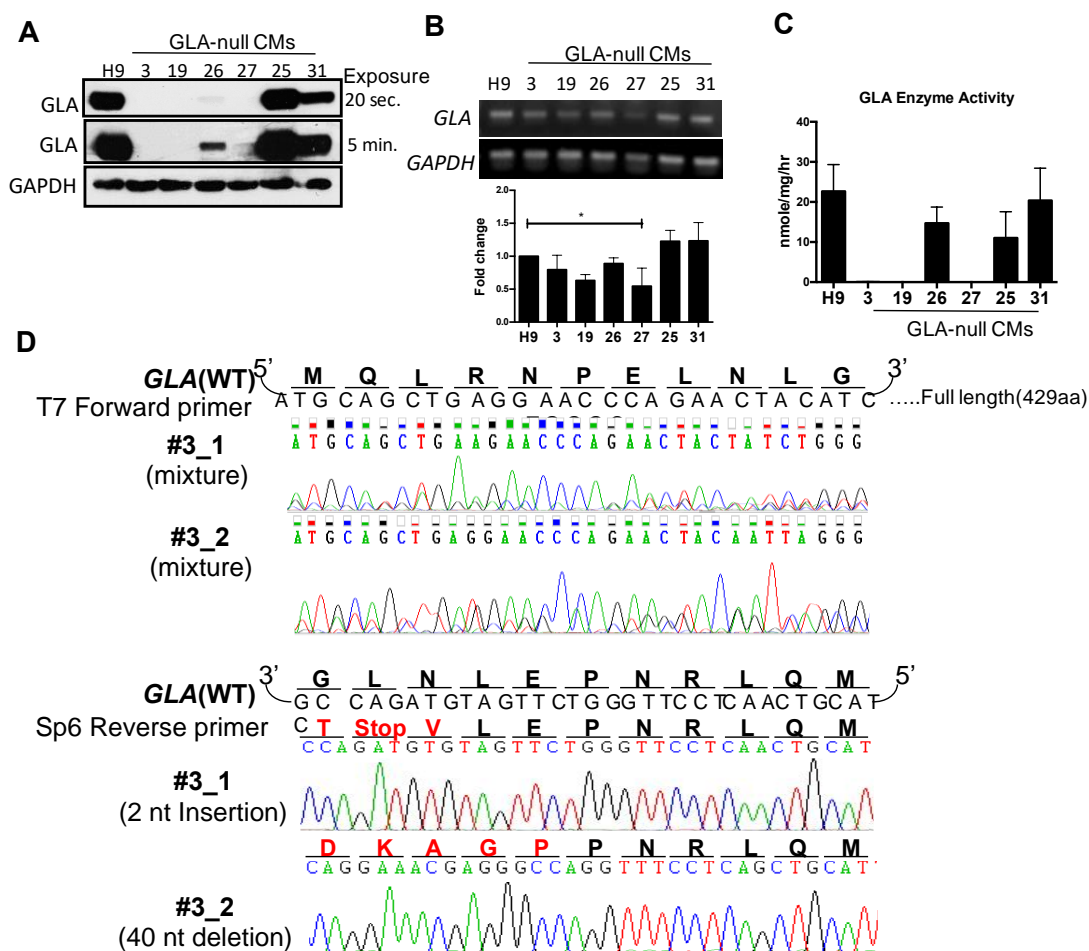 A
GLA-null CMs
H9 3 19 26 27 25 31 Exposure
GLA 20 sec.
GLA 5 min.
GAPDH
B
GLA-null CMs
H9 3 19 26 27 25 31
GLA
GAPDH
Fold change
2.0
1.5
1.0
0.5
0.0
*
H9 3 19 26 27 25 31
C
GLA Enzyme Activity
nmole/mg/hr
40
30
20
10
0
H9 3 19 26 27 25 31
GLA-null CMs
D
GLA(WT) 5’ M Q L R N P E L N L G 3’
T7 Forward primer ATGCAGCTGAGGAACCCAGAACTACATC .....Full length(429aa)
#3_1 ATGCAGCTGAAGAACCCAGAACTACTATCTGGG
(mixture)
#3_2 ATGCAGCTGAGGAACCCAGAACTACAATTAGGG
(mixture)
3’ G L N L E P N R L Q M 5’
GLA(WT) GC CAGATGTAGTTCTGGGTTCCTCAACTGCAT
Sp6 Reverse primer C T Stop V L E P N R L Q M
CCAGATGTGTAGTTCTGGGTTCCTCAACTGCAT
#3_1
(2 nt Insertion)
D K A G P P N R L Q M
CAGGAAACGAGGGCCAGGTTTCCTCAGCTGCAT
#3_2
(40 nt deletion)